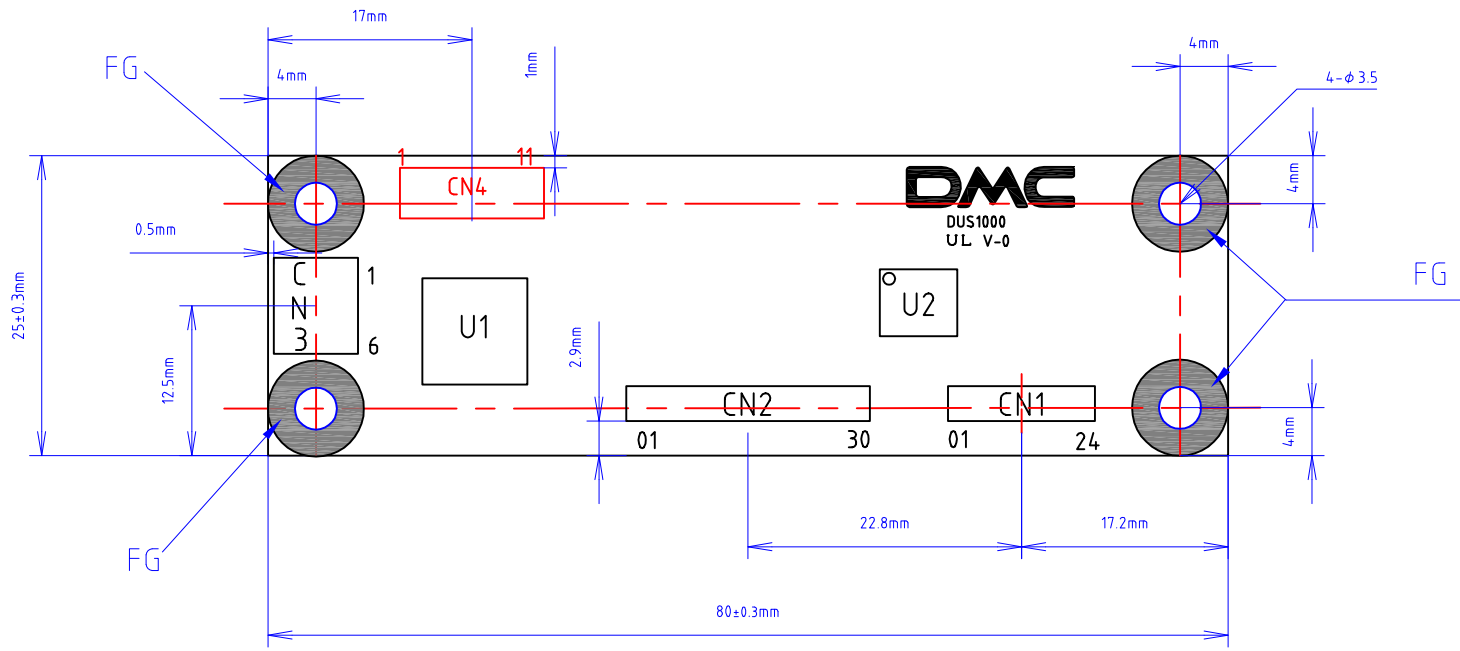 17mm
4mm
FG
4mm
1mm
4-φ3.5
1
11
CN4
DMC
DUS1000
UL V-0
4mm
0.5mm
C
N
3
1
6
FG
25±0.3mm
U1
U2
2.9mm
12.5mm
CN2
CN1
01
30
01
24
4mm
FG
22.8mm
17.2mm
80±0.3mm